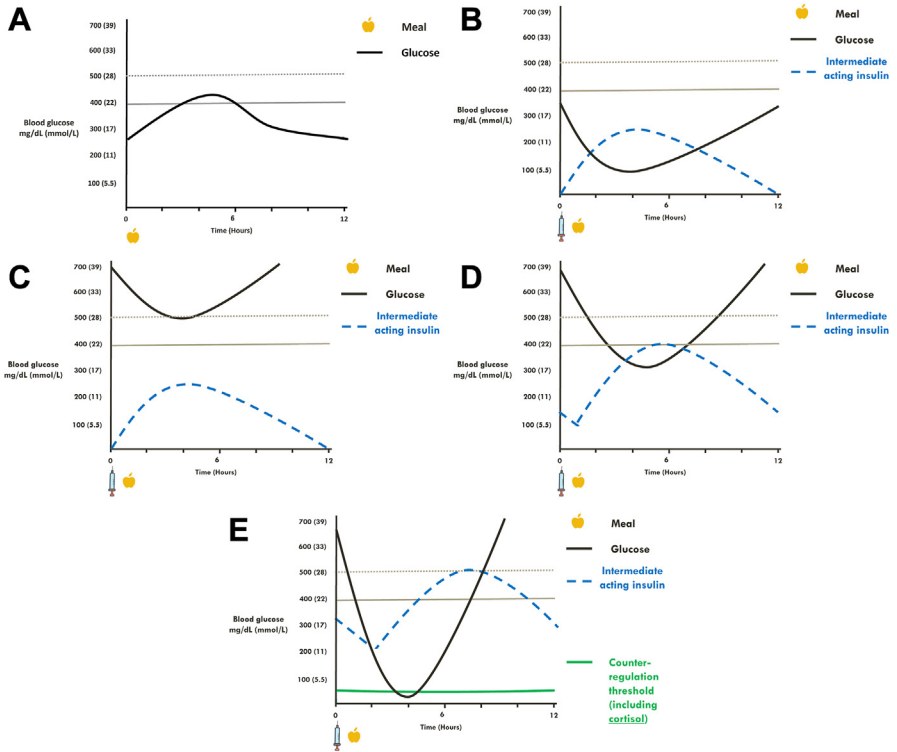 A
700 (39)
600 (33)
500 (28)
400 (22)
Blood glucose
mg/dL (mmol/L)
300 (17)
200 (11)
100 (5.5)
0
6
12
Time (Hours)
Meal
Glucose
B
700 (39)
600 (33)
500 (28)
400 (22)
Blood glucose
mg/dL (mmol/L)
300 (17)
200 (11)
100 (5.5)
0
6
12
Time (Hours)
Meal
Glucose
Intermediate
acting insulin
C
700 (39)
600 (33)
500 (28)
400 (22)
Blood glucose
mg/dL (mmol/L)
300 (17)
200 (11)
100 (5.5)
0
6
12
Time (Hours)
Meal
Glucose
Intermediate
acting insulin
D
700 (39)
600 (33)
500 (28)
400 (22)
Blood glucose
mg/dL (mmol/L)
300 (17)
200 (11)
100 (5.5)
0
6
12
Time (Hours)
Meal
Glucose
Intermediate
acting insulin
E
700 (39)
600 (33)
500 (28)
400 (22)
Blood glucose
mg/dL (mmol/L)
300 (17)
200 (11)
100 (5.5)
0
6
12
Time (Hours)
Meal
Glucose
Intermediate
acting insulin
Counter-
regulation
threshold
(including
cortisol)